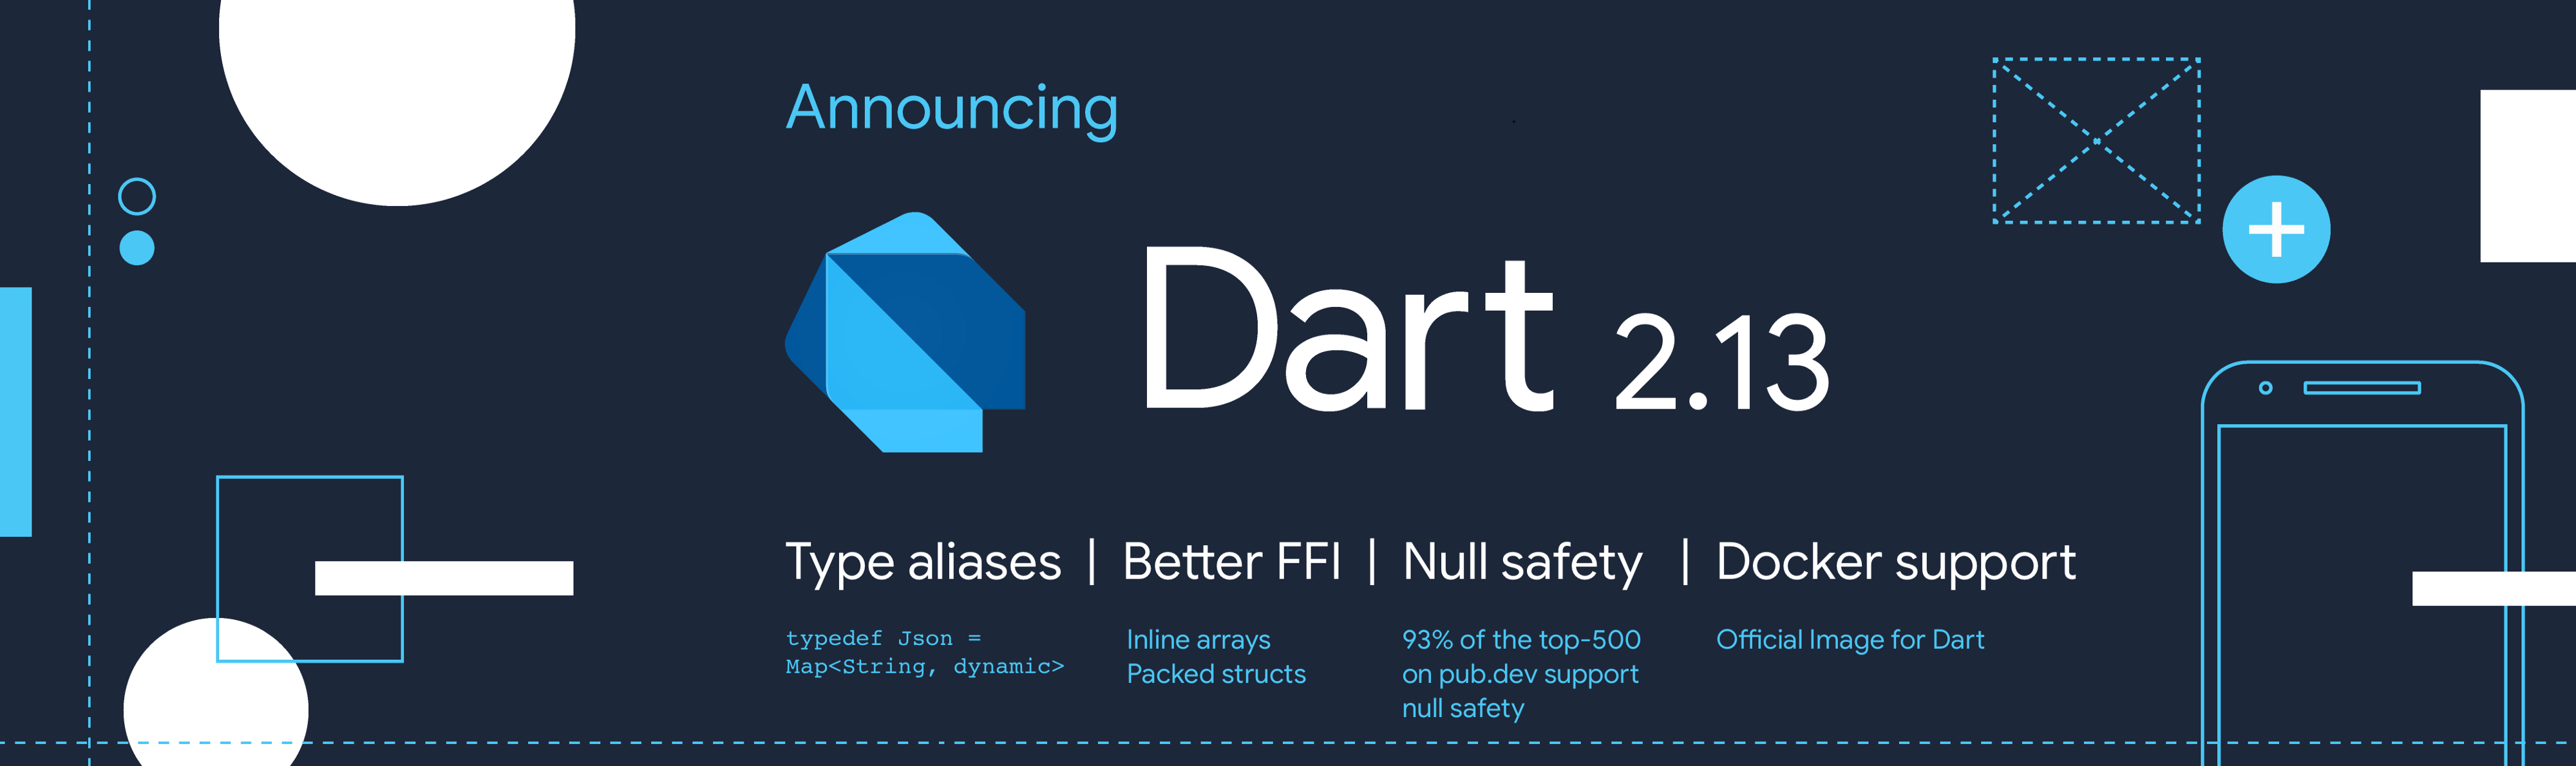 Announcing
Dart 2.13
Type aliases | Better FFI | Null safety | Docker support
typedef Json =
Map<String, dynamic>
Inline arrays
Packed structs
93% of the top-500
on pub.dev support
null safety
Official Image for Dart